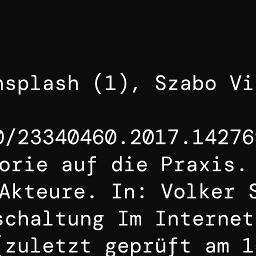 nsplash (1), Szabo Vi
0/23340460.2017.14276
orie auf die Praxis.
Akteure. In: Volker S
schaltung Im Internet
(zuletzt geprüft am 1